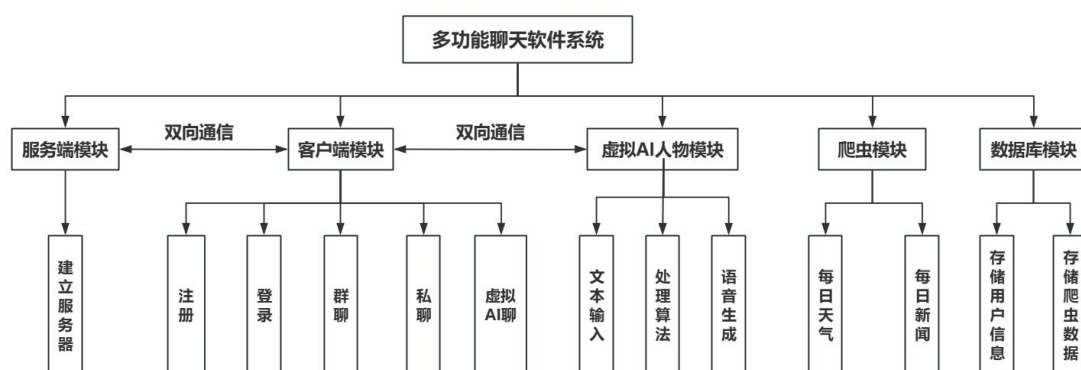 多功能聊天软件系统
双向通信
双向通信
服务端模块
客户端模块
虚拟AI人物模块
爬虫模块
数据库模块
建立服务器
注册
登录
群聊
私聊
虚拟
AI聊
文本输入
处理算法
语音生成
每日天气
每日新闻
存储用户信息
存储爬虫数据